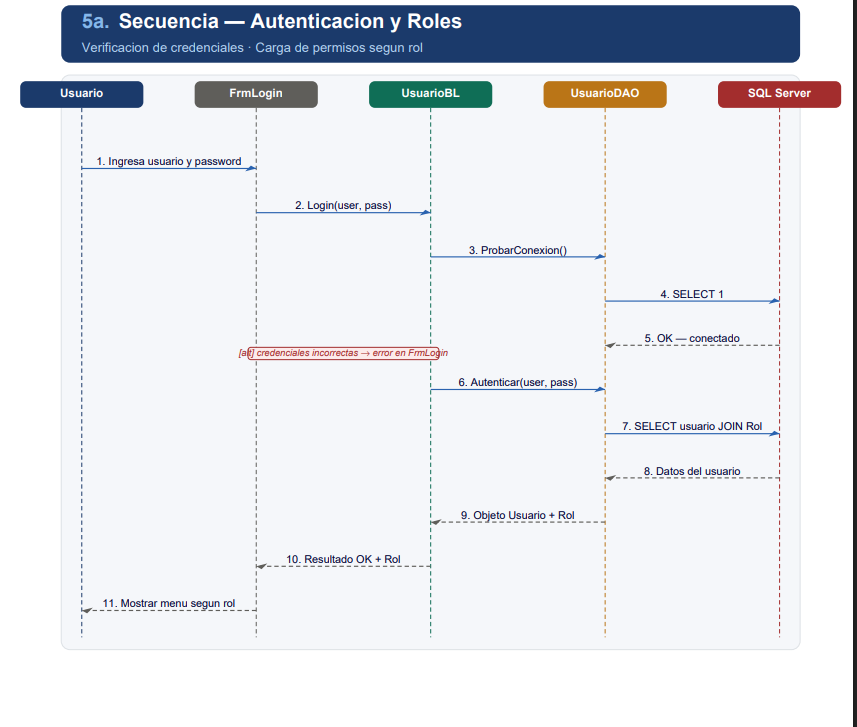 5a. Secuencia — Autenticacion y Roles
Verificacion de credenciales · Carga de permisos segun rol
Usuario
FrmLogin
UsuarioBL
UsuarioDAO
SQL Server
1. Ingresa usuario y password
2. Login(user, pass)
3. ProbarConexion()
4. SELECT 1
5. OK — conectado
[alt] credenciales incorrectas → error en FrmLogin
6. Autenticar(user, pass)
7. SELECT usuario JOIN Rol
8. Datos del usuario
9. Objeto Usuario + Rol
10. Resultado OK + Rol
11. Mostrar menu segun rol